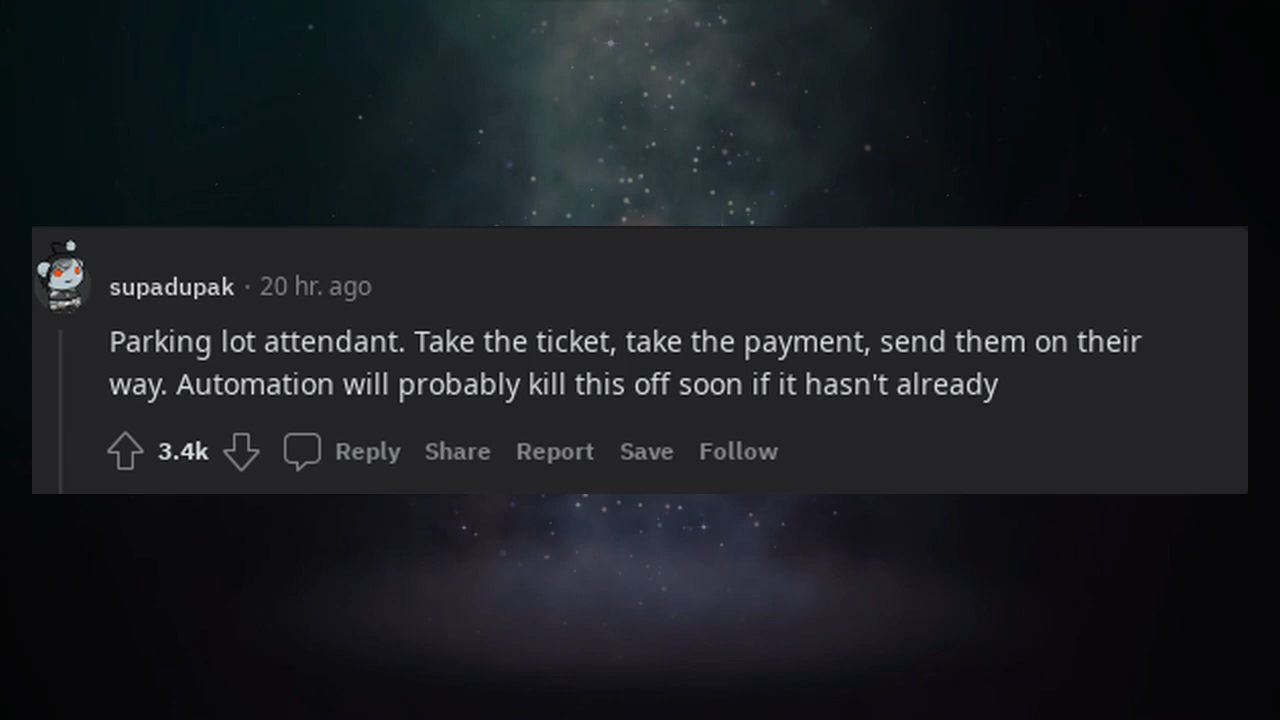 supadupak · 20 hr. ago
Parking lot attendant. Take the ticket, take the payment, send them on their
way. Automation will probably kill this off soon if it hasn't already
3.4k Reply Share Report Save Follow